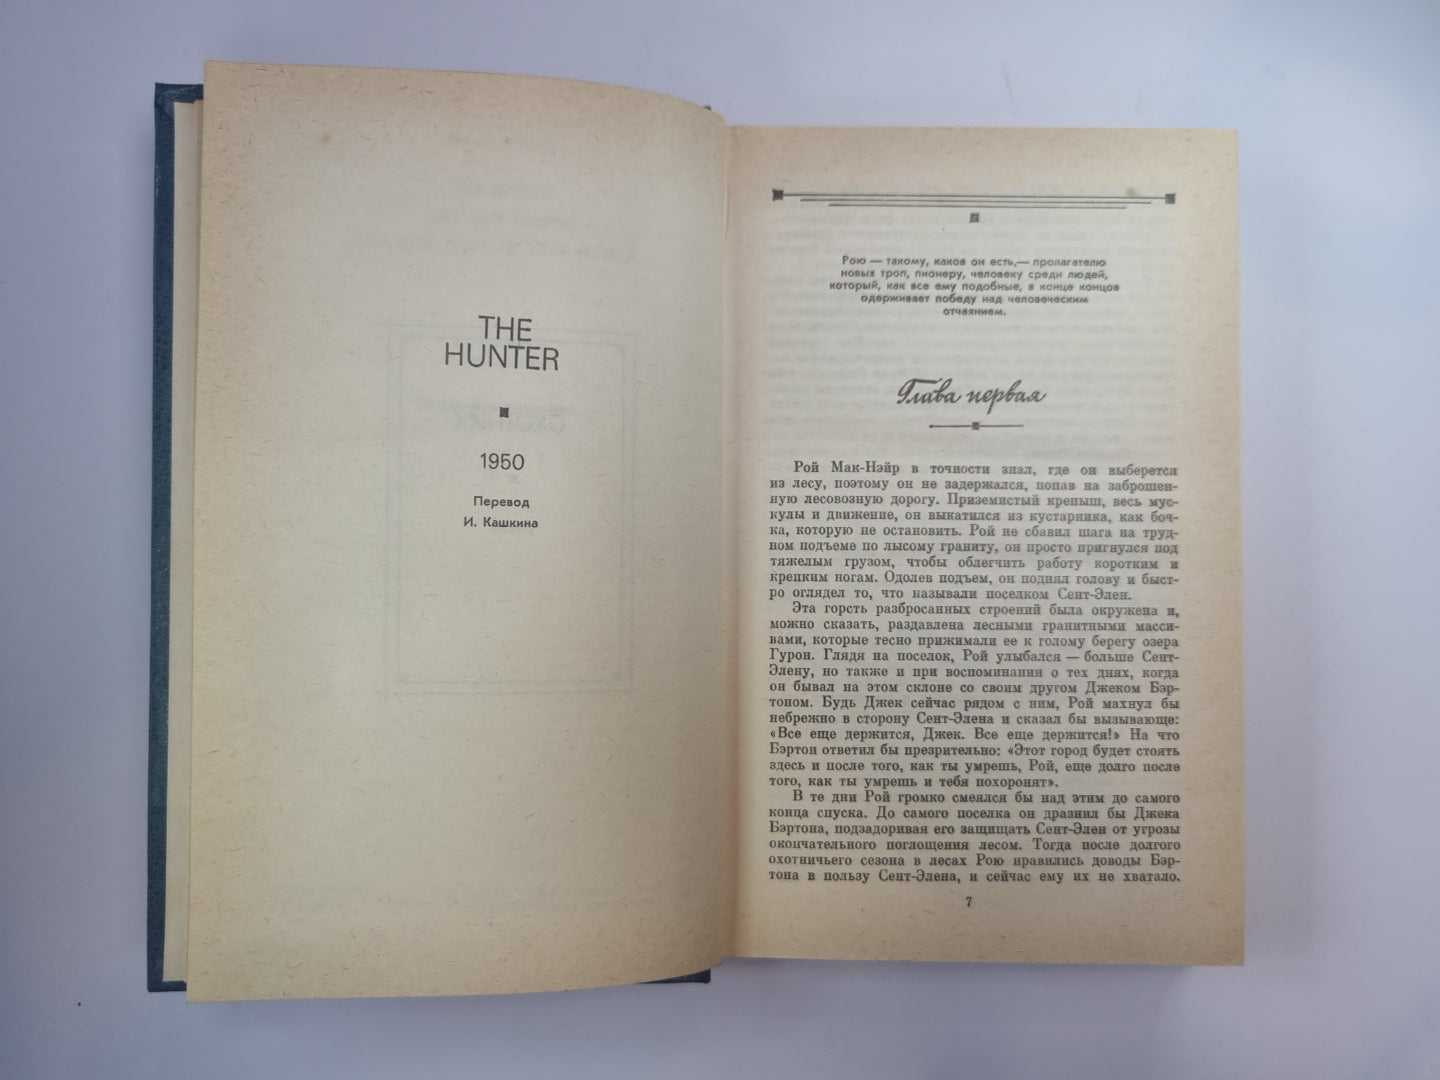 THE
HUNTER
1950
Перевод
И. Кашкина
Рою — такому, каков он есть,— пролагателю
новых троп, пионеру, человеку среди людей,
который, как все ему подобные, в конце концов
одерживает победу над человеческим
отчаянием.
Глава первая
Рой Мак-Нэйр в точности знал, где он выберется
из лесу, поэтому он не задержался, попав на заброшен-
ную лесовозную дорогу. Приземистый крепыш, весь мус-
кулы и движение, он выкатился из кустарника, как боч-
ка, которую не остановить. Рой не сбавил шага на труд-
ном подъеме по лысому граниту, он просто пригнулся под
тяжелым грузом, чтобы облегчить работу коротким и
крепким ногам. Одолев подъем, он поднял голову и быст-
ро оглядел то, что называли поселком Сент-Элен.
Эта горсть разбросанных строений была окружена и,
можно сказать, раздавлена лесными гранитными масси-
вами, которые тесно прижимали ее к голому берегу озера
Гурон. Глядя на поселок, Рой улыбался — больше Сент-
Элену, но также и при воспоминании о тех днях, когда
он бывал на этом склоне со своим другом Джеком Бэр-
тоном. Будь Джек сейчас рядом с ним, Рой махнул бы
небрежно в сторону Сент-Элена и сказал бы вызывающе:
«Все еще держится, Джек. Все еще держится!» На что
Бэртон ответил бы презрительно: «Этот город будет стоять
здесь и после того, как ты умрешь, Рой, еще долго после
того, как ты умрешь и тебя похоронят».
В те дни Рой громко смеялся бы над этим до самого
конца спуска. До самого поселка он дразнил бы Джека
Бэртона, подзадоривая его защищать Сент-Элен от угрозы
окончательного поглощения лесом. Тогда после долгого
охотничьего сезона в лесах Рою нравились доводы Бэр-
тона в пользу Сент-Элена, и сейчас ему их не хватало.
7